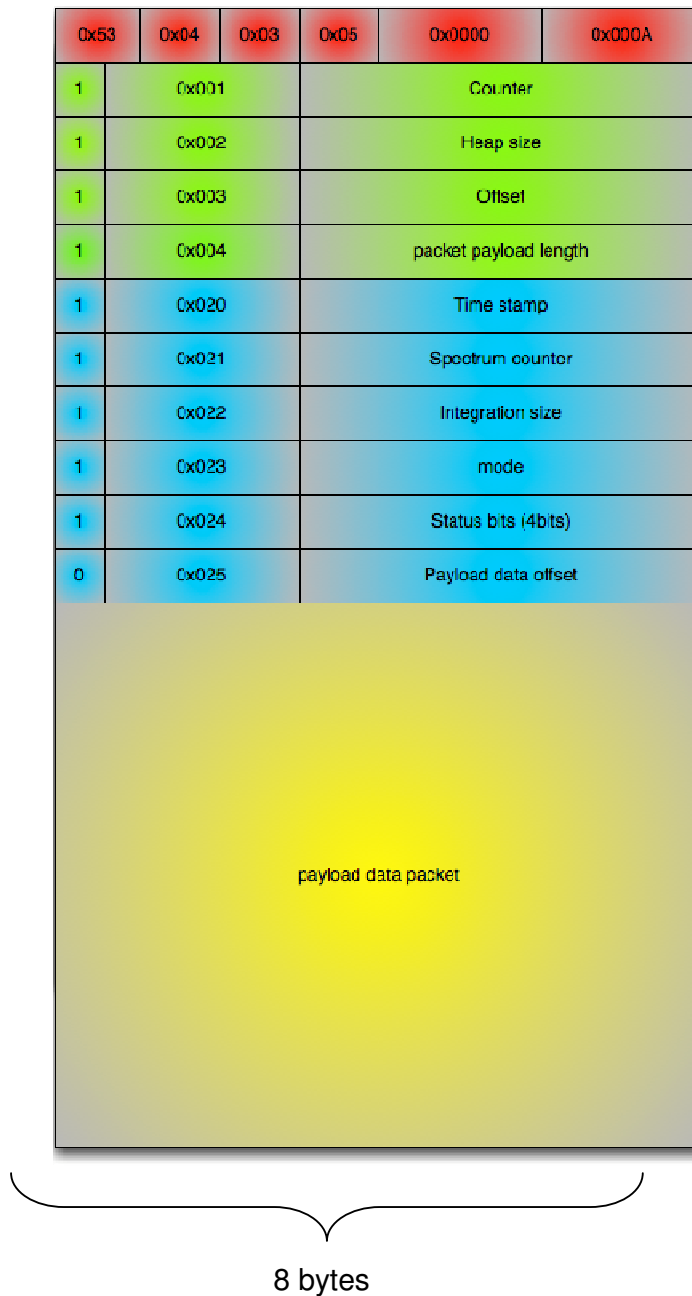 0x53 0x04 0x03 0x05 0x0000 0x000A
1 0x001 Counter
1 0x002 Heap size
1 0x003 Offset
1 0x004 packet payload length
1 0x020 Time stamp
1 0x021 Spectrum counter
1 0x022 Integration size
1 0x023 mode
1 0x024 Status bits (4bits)
0 0x025 Payload data offset
payload data packet
8 bytes